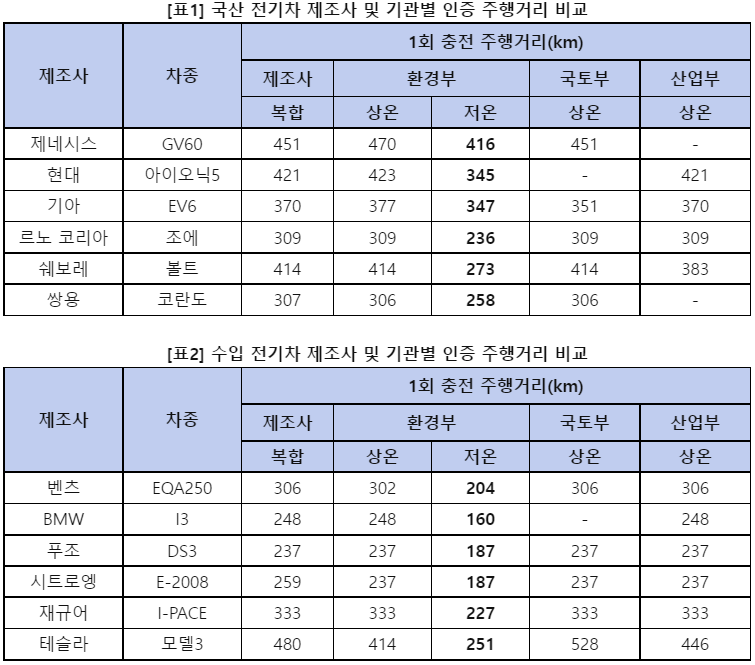 [표1] 국산 전기차 제조사 및 기관별 인증 주행거리 비교
제조사 차종 1회 충전 주행거리(km)
제조사 환경부 국토부 산업부
복합 상온 저온 상온 상온
제네시스 GV60 451 470 416 451 -
현대 아이오닉5 421 423 345 - 421
기아 EV6 370 377 347 351 370
르노 코리아 조에 309 309 236 309 309
쉐보레 볼트 414 414 273 414 383
쌍용 코란도 307 306 258 306 -
[표2] 수입 전기차 제조사 및 기관별 인증 주행거리 비교
제조사 차종 1회 충전 주행거리(km)
제조사 환경부 국토부 산업부
복합 상온 저온 상온 상온
벤츠 EQA250 306 302 204 306 306
BMW I3 248 248 160 - 248
푸조 DS3 237 237 187 237 237
시트로엥 E-2008 259 237 187 237 237
재규어 I-PACE 333 333 227 333 333
테슬라 모델3 480 414 251 528 446